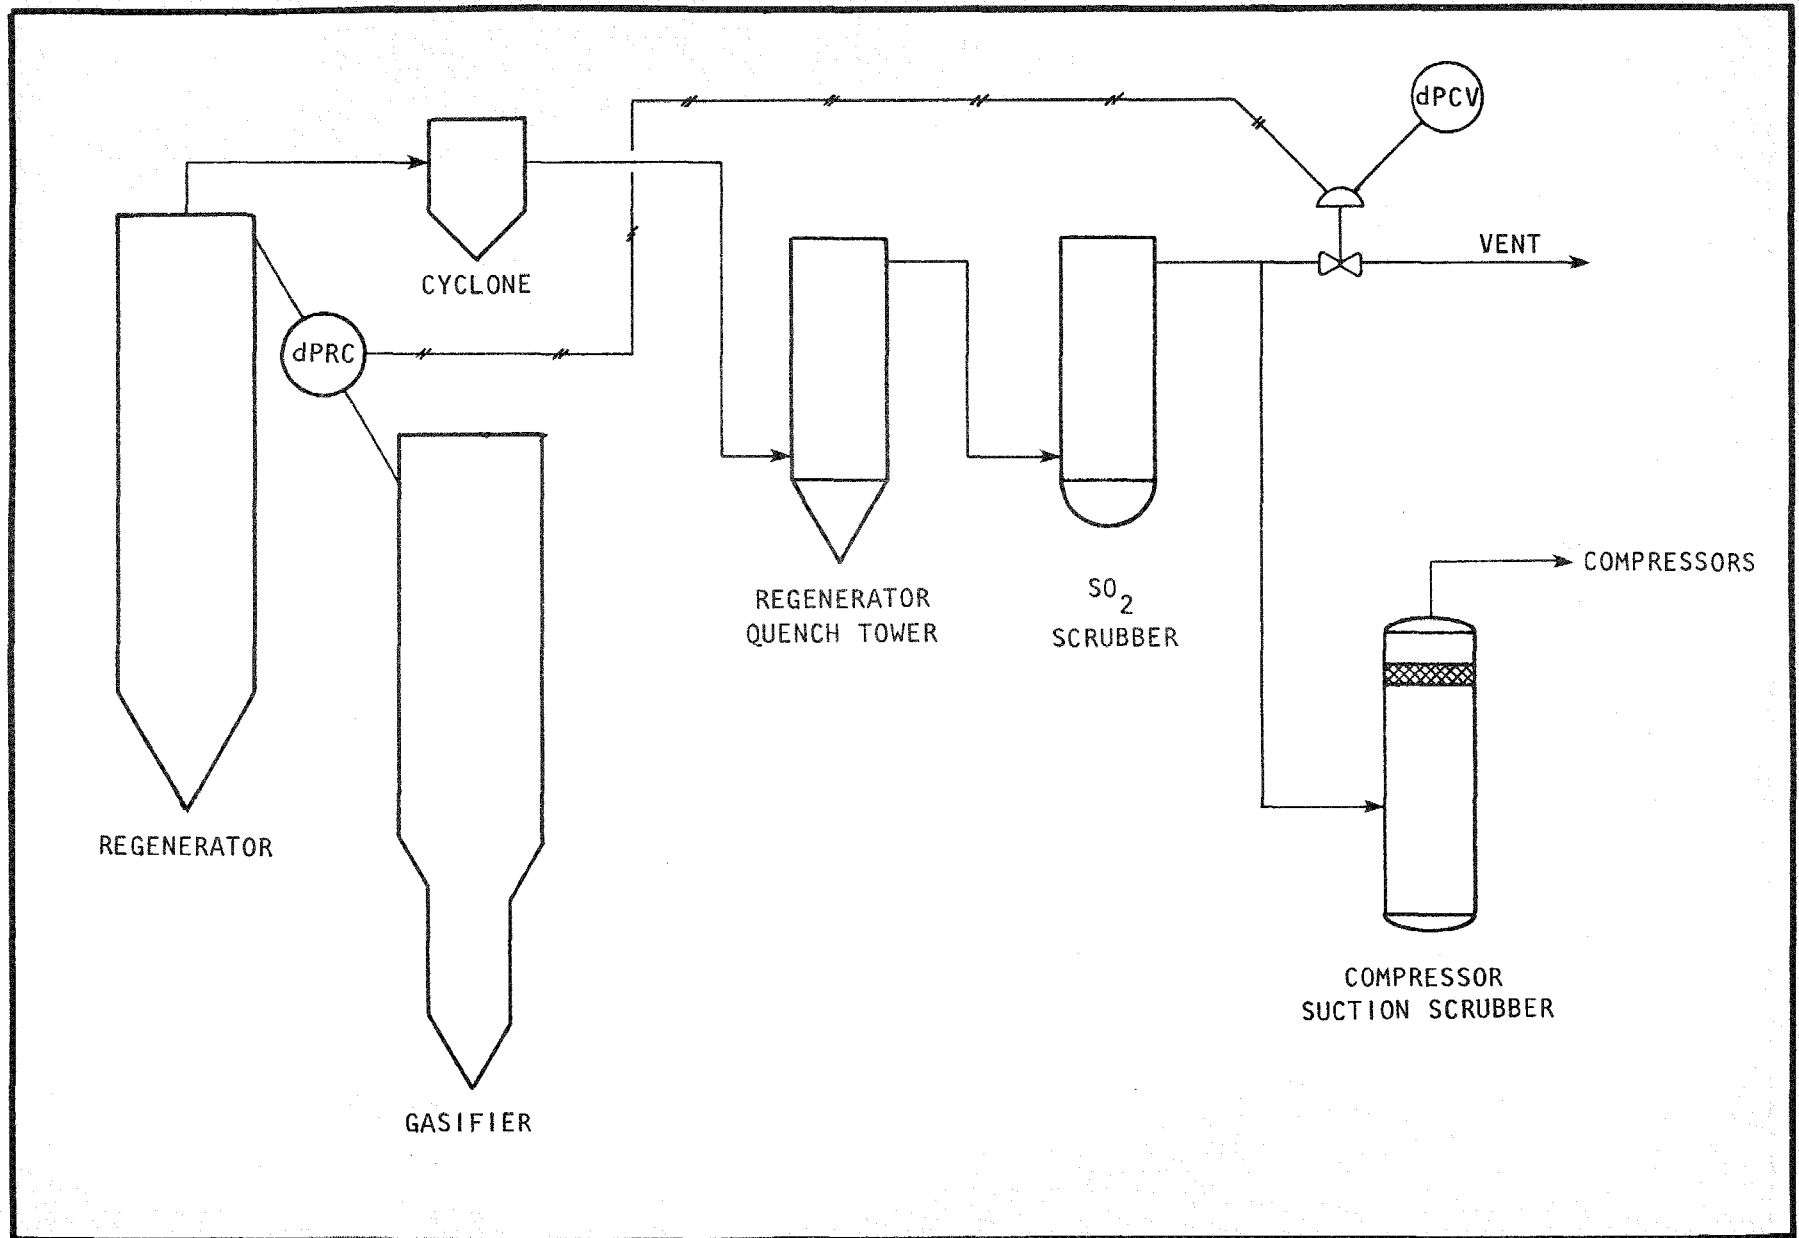 dPCV
VENT
CYCLONE
dPRC
COMPRESSORS
REGENERATOR
QUENCH TOWER
SO2
SCRUBBER
REGENERATOR
COMPRESSOR
SUCTION SCRUBBER
GASIFIER